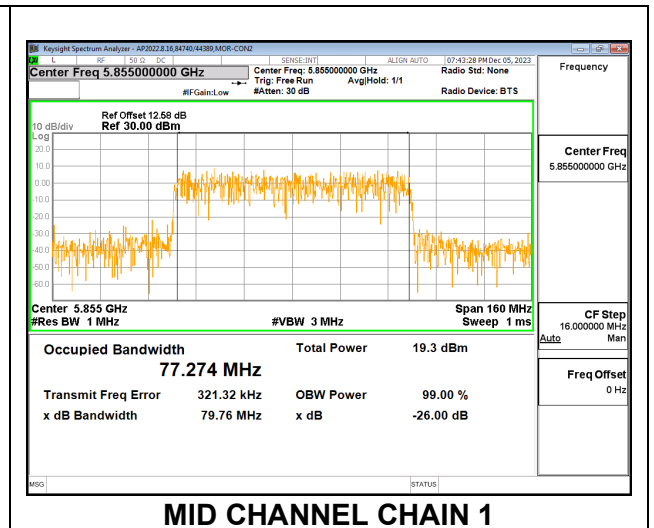 Keysight Spectrum Analyzer - AP2022.8.16,84740/44389,MOR-CON2
L RF 50 Ω DC SENSE:INT ALIGN AUTO 07:43:28 PM Dec 05, 2023
Center Freq 5.855000000 GHz
Center Freq: 5.855000000 GHz Radio Std: None
Trig: Free Run Avg|Hold: 1/1
#IFGain:Low #Atten: 30 dB Radio Device: BTS
Frequency
Ref Offset 12.58 dB
10 dB/div Ref 30.00 dBm
Log
20.0
10.0
0.00
-10.0
-20.0
-30.0
-40.0
-50.0
-60.0
Center 5.855 GHz Span 160 MHz
#Res BW 1 MHz #VBW 3 MHz Sweep 1 ms
Center Freq
5.855000000 GHz
CF Step
16.000000 MHz
Auto Man
Freq Offset
0 Hz
Occupied Bandwidth Total Power 19.3 dBm
77.274 MHz
Transmit Freq Error 321.32 kHz OBW Power 99.00 %
x dB Bandwidth 79.76 MHz x dB -26.00 dB
MSG STATUS
MID CHANNEL CHAIN 1